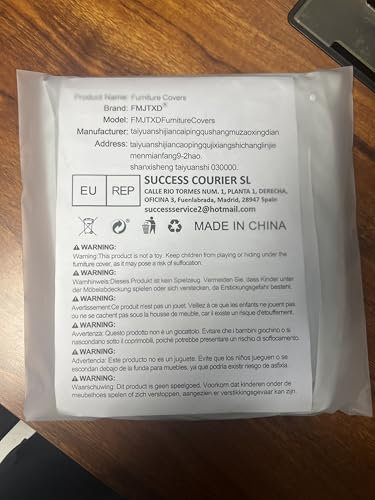 Product Name: Furniture Covers
Brand: FMJTXD®
Model: FMJTXDFurnitureCovers
Manufacturer: taiyuanshijiancaipingqushangmuzaoxingdian
Address: taiyuanshijiancaopingqujixiangshichanglinjie
menmianfang9-2hao.
shanxisheng taiyuanshi 030000.
EU REP
SUCCESS COURIER SL
CALLE RIO TORMES NUM. 1, PLANTA 1, DERECHA,
OFICINA 3, Fuenlabrada, Madrid, 28947 Spain
successservice2@hotmail.com
MADE IN CHINA
WARNING:
Warning:This product is not a toy. Keep children from playing or hiding under the
furniture cover, as it may pose a risk of suffocation.
WARNING:
Warnhinweis:Dieses Produkt ist kein Spielzeug. Vermeiden Sie, dass Kinder unter
der Möbelabdeckung spielen oder sich verstecken, da Erstickungsgefahr besteht.
WARNING:
Avertissement:Ce produit n'est pas un jouet. Veillez à ce que les enfants ne jouent pas
ou ne se cachent pas sous la housse de meuble, car il existe un risque d'étouffement.
WARNING:
Avvertenza: Questo prodotto non è un giocattolo. Evitare che i bambini giochino o si
nascondano sotto il coprimobili, poiché potrebbe presentare un rischio di soffocamento.
WARNING:
Advertencia: Este producto no es un juguete. Evite que los niños jueguen o se
escondan debajo de la funda para muebles, ya que podría existir riesgo de asfixia.
WARNING:
Waarschuwing: Dit product is geen speelgoed. Voorkom dat kinderen onder de
meubelhoes spelen of zich verstoppen, aangezien er verstikkingsgevaar kan zijn.